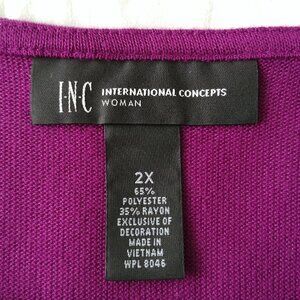 I·N·C INTERNATIONAL CONCEPTS
WOMAN
2X
65%
POLYESTER
35% RAYON
EXCLUSIVE OF
DECORATION
MADE IN
VIETNAM
WPL 8046